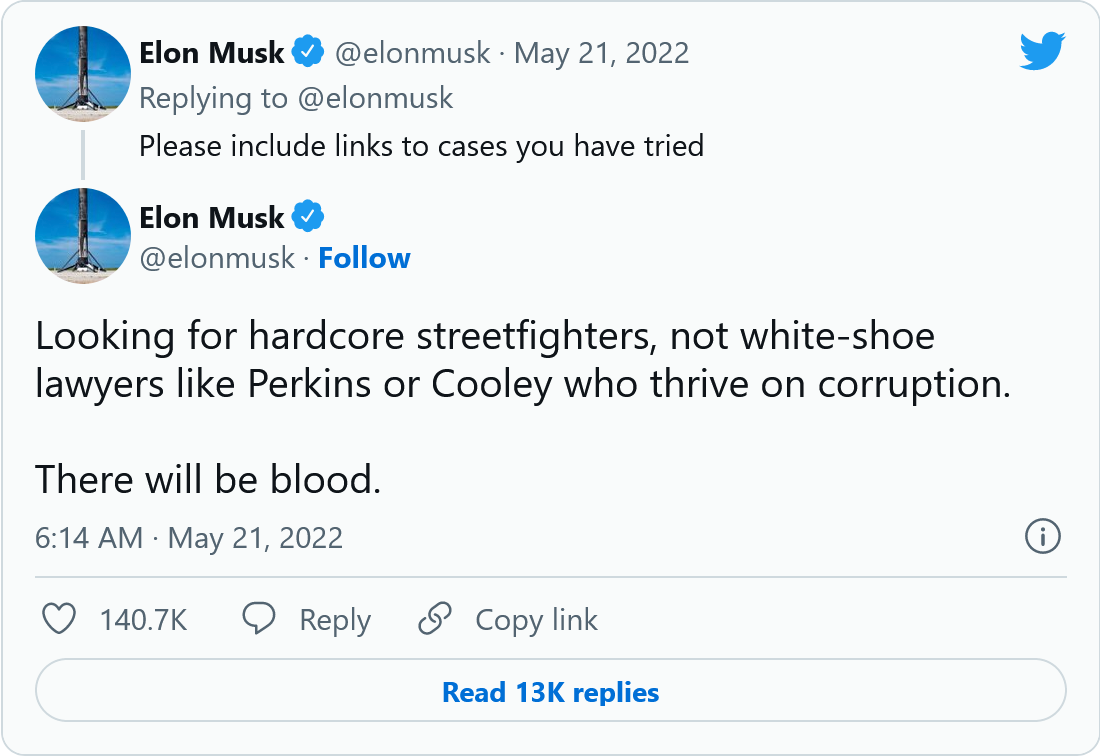 Elon Musk @elonmusk · May 21, 2022
Replying to @elonmusk
Please include links to cases you have tried
Elon Musk
@elonmusk · Follow
Looking for hardcore streetfighters, not white-shoe
lawyers like Perkins or Cooley who thrive on corruption.
There will be blood.
6:14 AM · May 21, 2022
140.7K Reply Copy link
Read 13K replies